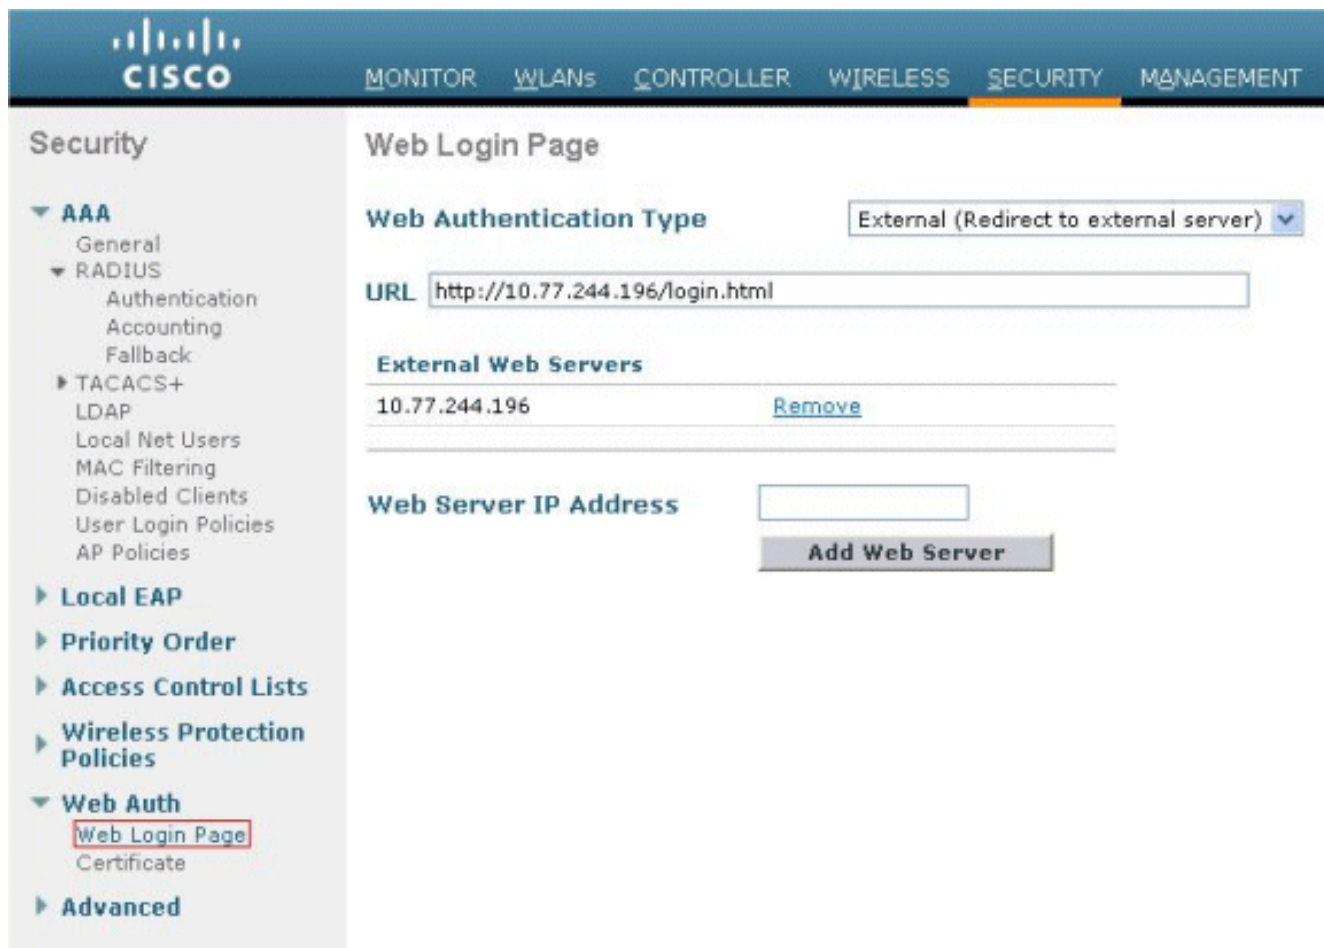 CISCO
MONITOR WLANs CONTROLLER WIRELESS SECURITY MANAGEMENT
Security
AAA
General
RADIUS
Authentication
Accounting
Fallback
TACACS+
LDAP
Local Net Users
MAC Filtering
Disabled Clients
User Login Policies
AP Policies
Local EAP
Priority Order
Access Control Lists
Wireless Protection
Policies
Web Auth
Web Login Page
Certificate
Advanced
Web Login Page
Web Authentication Type External (Redirect to external server)
URL http://10.77.244.196/login.html
External Web Servers
10.77.244.196 Remove
Web Server IP Address
Add Web Server